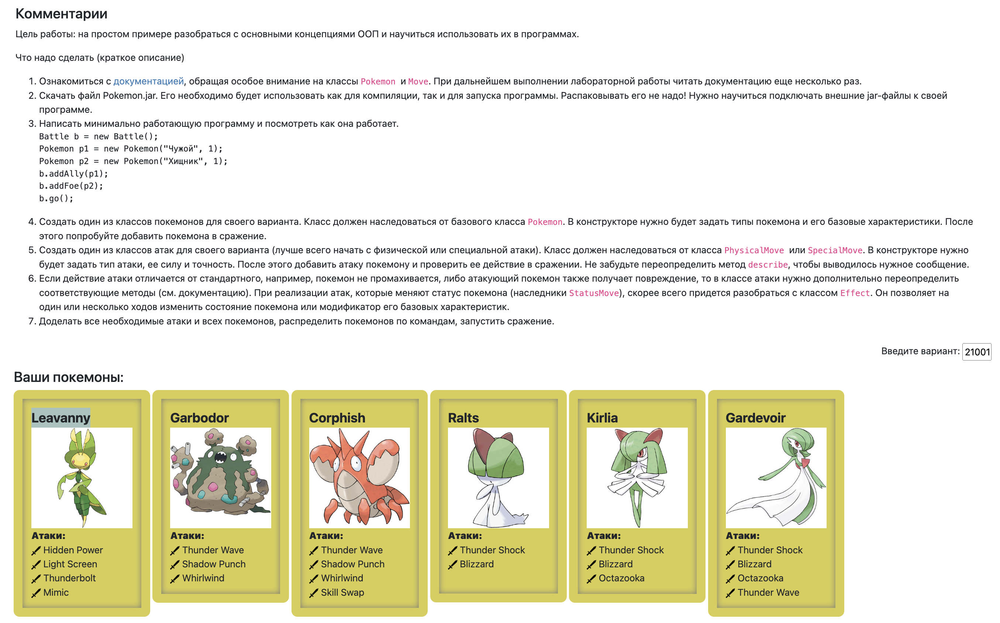 Комментарии
Цель работы: на простом примере разобраться с основными концепциями ООП и научиться использовать их в программах.
Что надо сделать (краткое описание)
1. Ознакомиться с документацией, обращая особое внимание на классы Pokemon и Move. При дальнейшем выполнении лабораторной работы читать документацию еще несколько раз.
2. Скачать файл Pokemon.jar. Его необходимо будет использовать как для компиляции, так и для запуска программы. Распаковывать его не надо! Нужно научиться подключать внешние jar-файлы к своей
программе.
3. Написать минимально работающую программу и посмотреть как она работает.
Battle b = new Battle();
Pokemon p1 = new Pokemon("Чужой", 1);
Pokemon p2 = new Pokemon("Хищник", 1);
b.addAlly(p1);
b.addFoe(p2);
b.go();
4. Создать один из классов покемонов для своего варианта. Класс должен наследоваться от базового класса Pokemon. В конструкторе нужно будет задать типы покемона и его базовые характеристики. После
этого попробуйте добавить покемона в сражение.
5. Создать один из классов атак для своего варианта (лучше всего начать с физической или специальной атаки). Класс должен наследоваться от класса PhysicalMove или SpecialMove. В конструкторе нужно
будет задать тип атаки, ее силу и точность. После этого добавить атаку покемону и проверить ее действие в сражении. Не забудьте переопределить метод describe, чтобы выводилось нужное сообщение.
6. Если действие атаки отличается от стандартного, например, покемон не промахивается, либо атакующий покемон также получает повреждение, то в классе атаки нужно дополнительно переопределить
соответствующие методы (см. документацию). При реализации атак, которые меняют статус покемона (наследники StatusMove), скорее всего придется разобраться с классом Effect. Он позволяет на
один или несколько ходов изменить состояние покемона или модификатор его базовых характеристик.
7. Доделать все необходимые атаки и всех покемонов, распределить покемонов по командам, запустить сражение.
Введите вариант: 21001
Ваши покемоны:
Leavanny
Атаки:
Hidden Power
Light Screen
Thunderbolt
Mimic
Garbodor
Атаки:
Thunder Wave
Shadow Punch
Whirlwind
Corphish
Атаки:
Thunder Wave
Shadow Punch
Whirlwind
Skill Swap
Ralts
Атаки:
Thunder Shock
Blizzard
Kirlia
Атаки:
Thunder Shock
Blizzard
Octazooka
Gardevoir
Атаки:
Thunder Shock
Blizzard
Octazooka
Thunder Wave